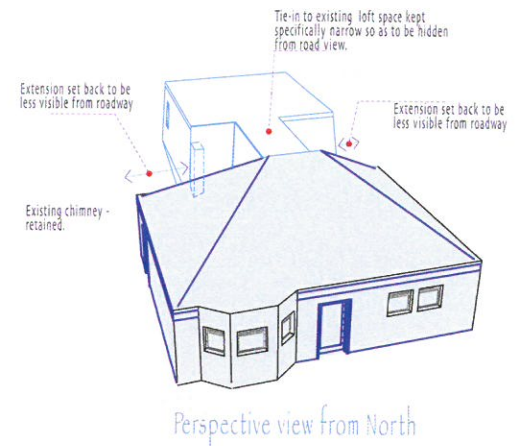 Tie-in to existing loft space kept
specifically narrow so as to be hidden
from road view.
Extension set back to be
less visible from roadway
Extension set back to be
less visible from roadway
Existing chimney -
retained.
Perspective view from North